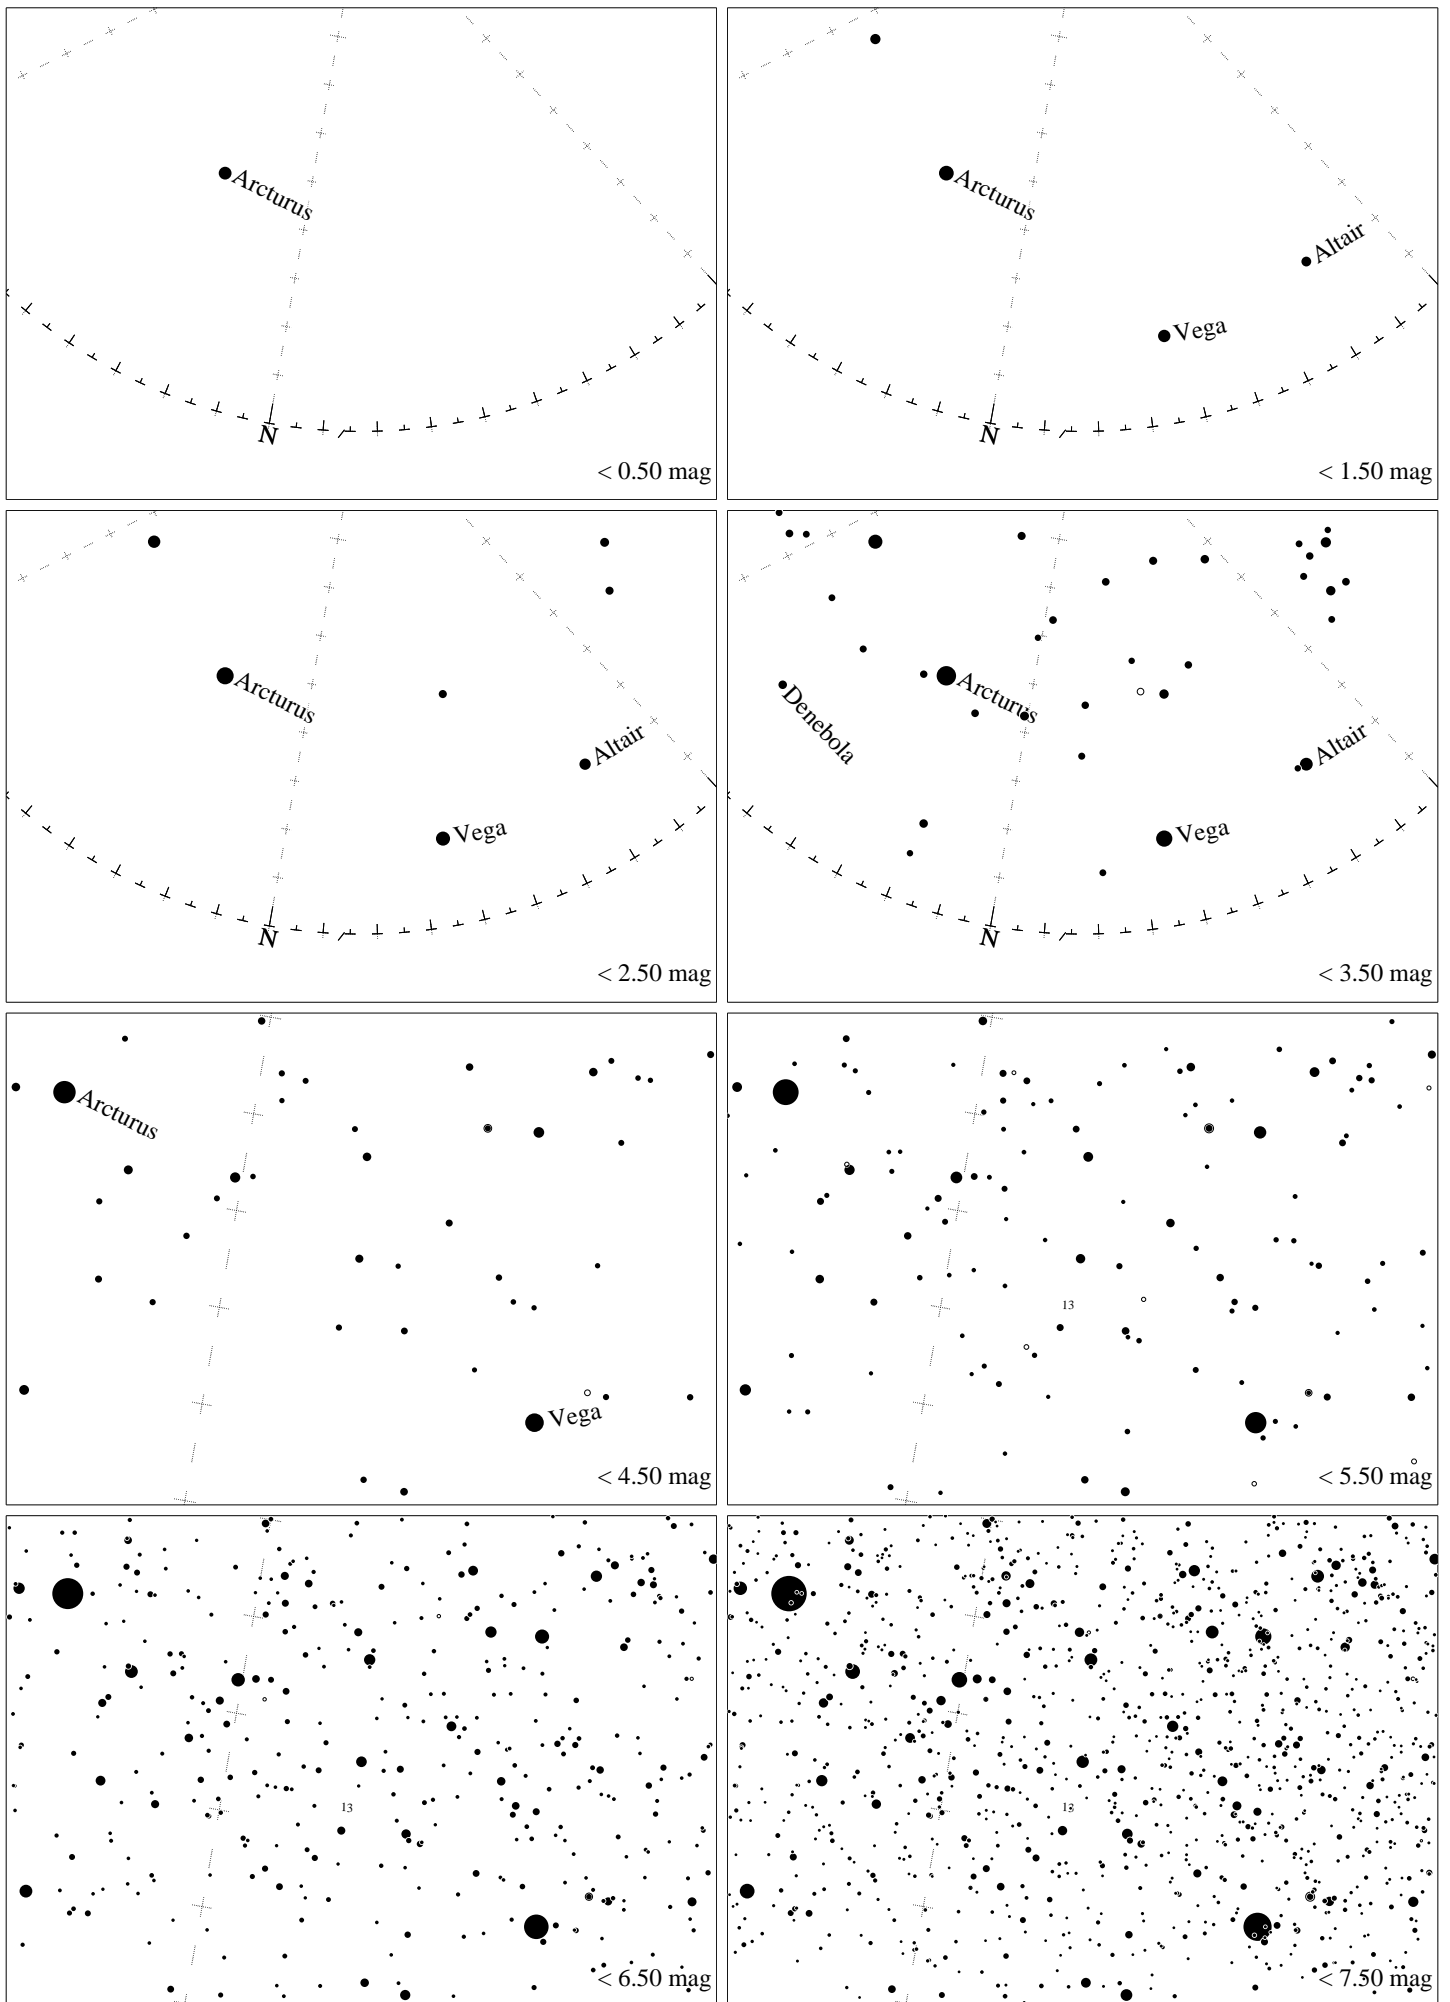 Arcturus
N
< 0.50 mag
Arcturus
Altair
Vega
N
< 1.50 mag
Arcturus
Altair
Vega
N
< 2.50 mag
Arcturus
Denebola
Altair
Vega
N
< 3.50 mag
Arcturus
Vega
< 4.50 mag
13
< 5.50 mag
13
< 6.50 mag
13
< 7.50 mag